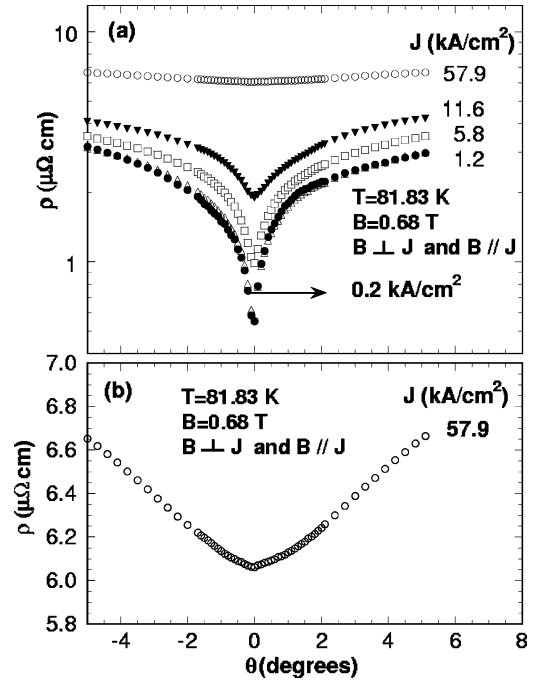 (a)
J (kA/cm²)
10
57.9
11.6
5.8
1.2
ρ (μΩ cm)
T=81.83 K
B=0.68 T
B ⊥ J and B // J
1
0.2 kA/cm²
7.0
(b)
T=81.83 K
J (kA/cm²)
6.8
B=0.68 T
57.9
B ⊥ J and B // J
6.6
ρ (μΩ cm)
6.4
6.2
6.0
5.8
-4 -2 0 2 4 6 8
θ(degrees)